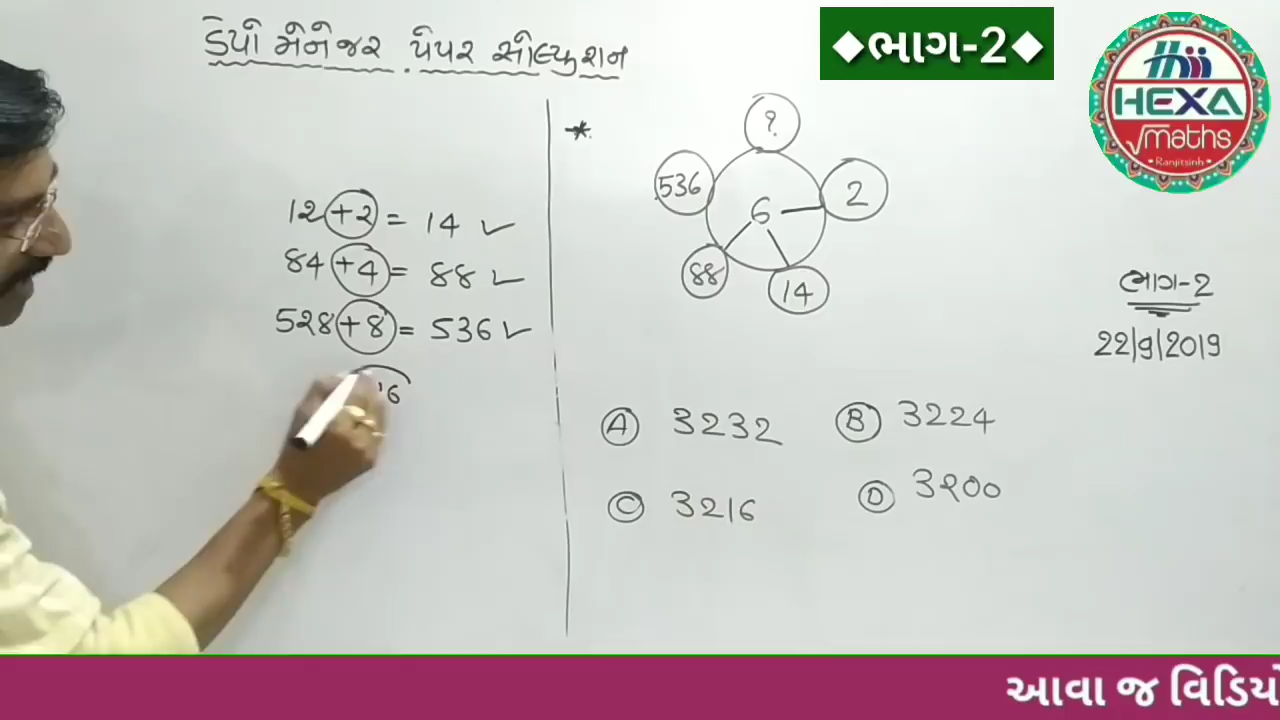 ડેપો મેનેજર પેપર સોલ્યુશન
◆ભાગ-2◆
HEXA
√maths
Ranjitsinh
12 +2 = 14 ✓
84 +4 = 88 ✓
528 +8 = 536 ✓
16
*
?
536
2
6
88
14
ભાગ-2
22/9/2019
A 3232
B 3224
C 3216
D 3200
આવા જ વિડિયો